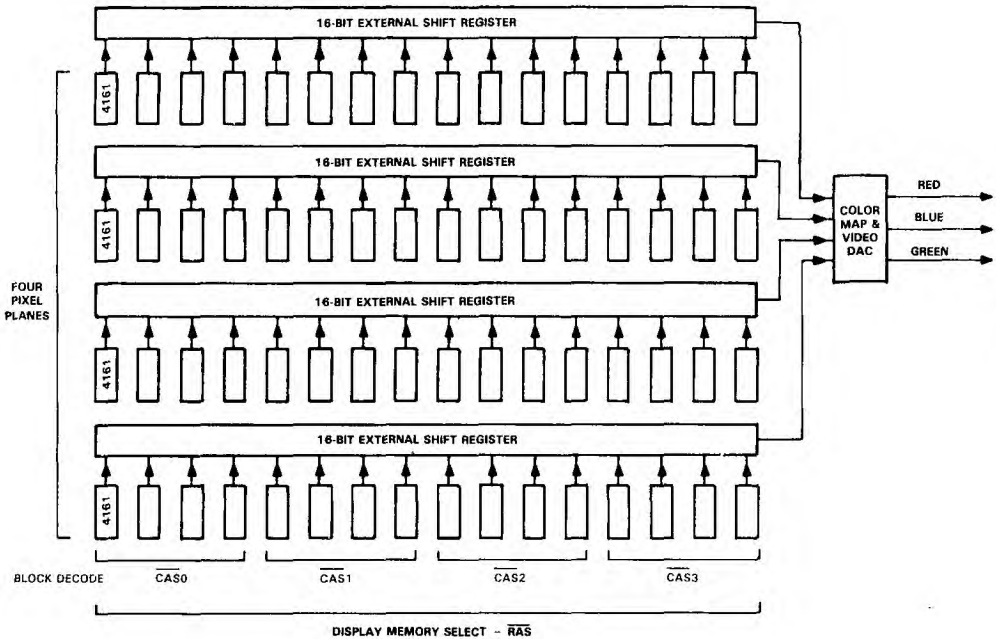 16-BIT EXTERNAL SHIFT REGISTER
4161
16-BIT EXTERNAL SHIFT REGISTER
4161
16-BIT EXTERNAL SHIFT REGISTER
4161
16-BIT EXTERNAL SHIFT REGISTER
4161
FOUR
PIXEL
PLANES
COLOR
MAP &
VIDEO
DAC
RED
BLUE
GREEN
BLOCK DECODE
CAS0
CAS1
CAS2
CAS3
DISPLAY MEMORY SELECT - RAS